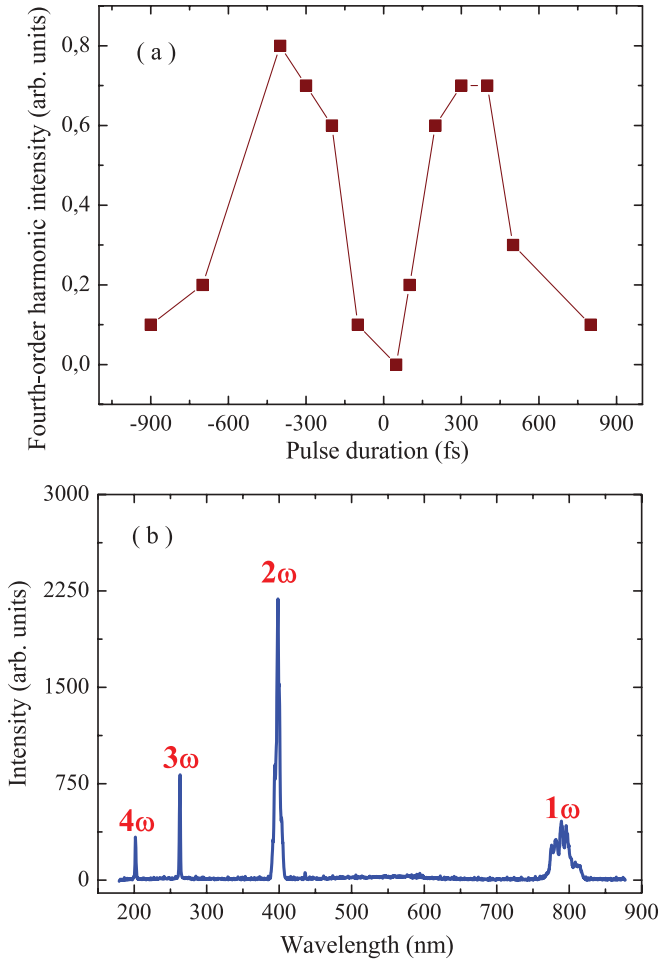 Fourth-order harmonic intensity (arb. units)
( a )
0,8
0,6
0,4
0,2
0,0
-900 -600 -300 0 300 600 900
Pulse duration (fs)
Intensity (arb. units)
( b )
3000
2250
1500
750
0
4ω 3ω 2ω 1ω
200 300 400 500 600 700 800 900
Wavelength (nm)